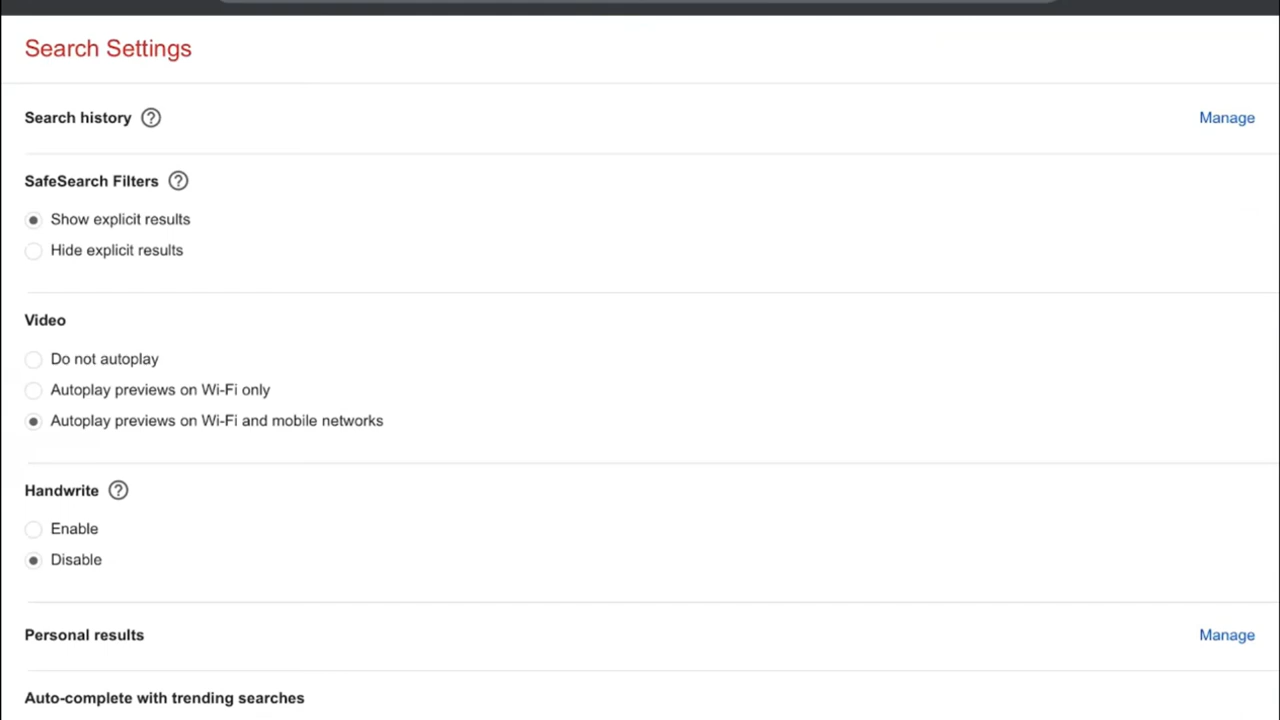 Search Settings
Search history
Manage
SafeSearch Filters
Show explicit results
Hide explicit results
Video
Do not autoplay
Autoplay previews on Wi-Fi only
Autoplay previews on Wi-Fi and mobile networks
Handwrite
Enable
Disable
Personal results
Manage
Auto-complete with trending searches